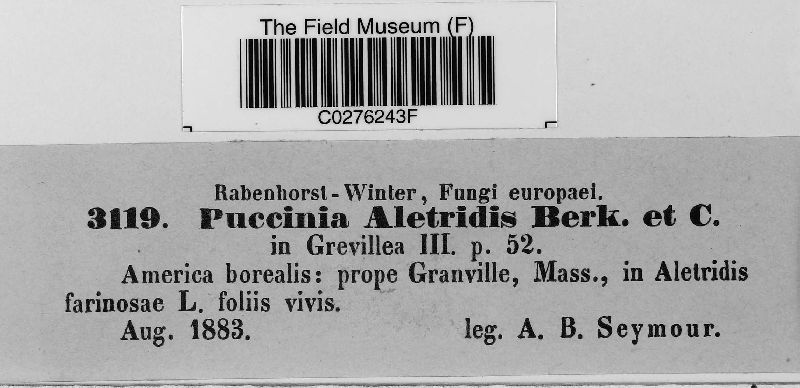 The Field Museum (F)
C0276243F
Rabenhorst-Winter, Fungi europaei.
3119. Puccinia Aletridis Berk. et C.
in Grevillea III. p. 52.
America borealis: prope Granville, Mass., in Aletridis
farinosae L. foliis vivis.
Aug. 1883. leg. A. B. Seymour.